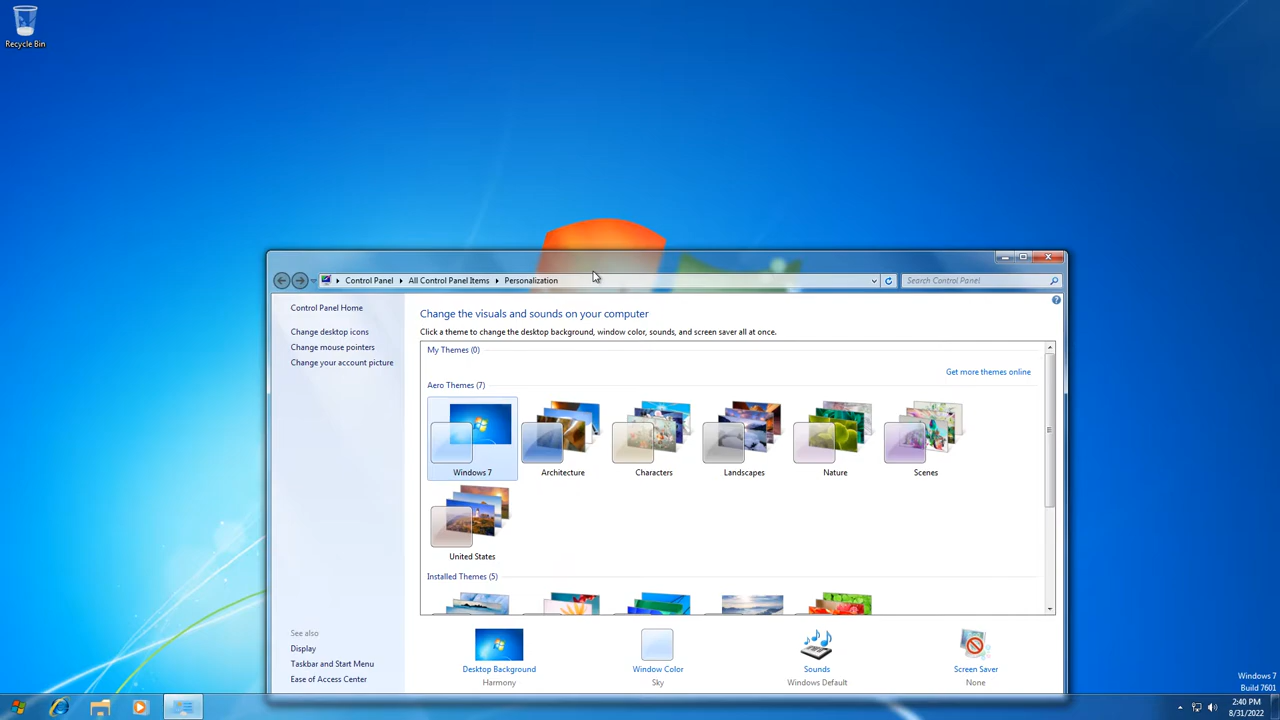 Recycle Bin
Control Panel
All Control Panel Items
Personalization
Search Control Panel
Control Panel Home
Change desktop icons
Change mouse pointers
Change your account picture
Change the visuals and sounds on your computer
Click a theme to change the desktop background, window color, sounds, and screen saver all at once.
My Themes (0)
Get more themes online
Aero Themes (7)
Windows 7
Architecture
Characters
Landscapes
Nature
Scenes
United States
Installed Themes (5)
See also
Display
Taskbar and Start Menu
Ease of Access Center
Desktop Background
Harmony
Window Color
Sky
Sounds
Windows Default
Screen Saver
None
Windows 7
Build 7601
2:40 PM
8/31/2022